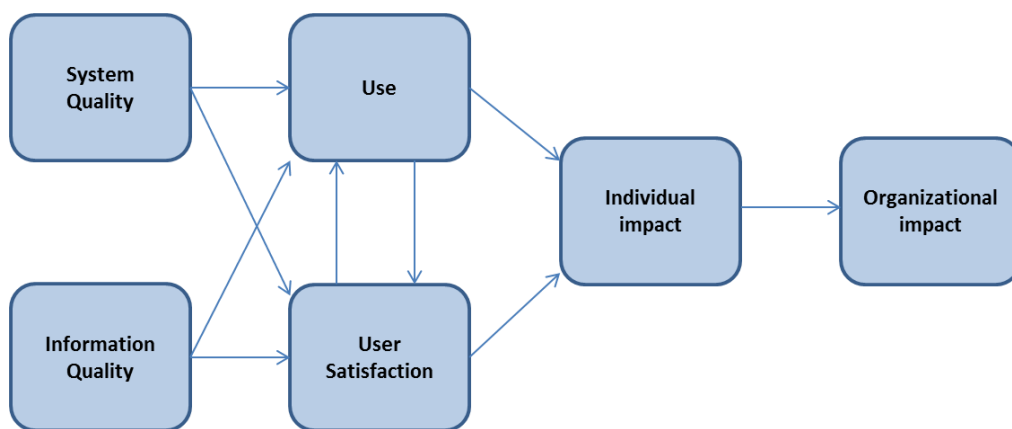 System
Quality
Use
Individual
impact
Organizational
impact
Information
Quality
User
Satisfaction